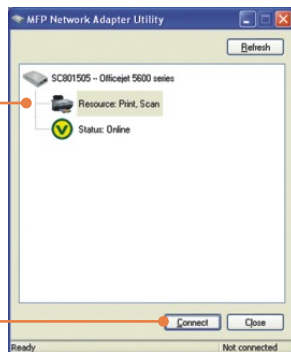 MFP Network Adapter Utility
Refresh
SC801505 -- Officejet 5600 series
Resource: Print, Scan
Status: Online
Connect
Close
Ready
Not connected